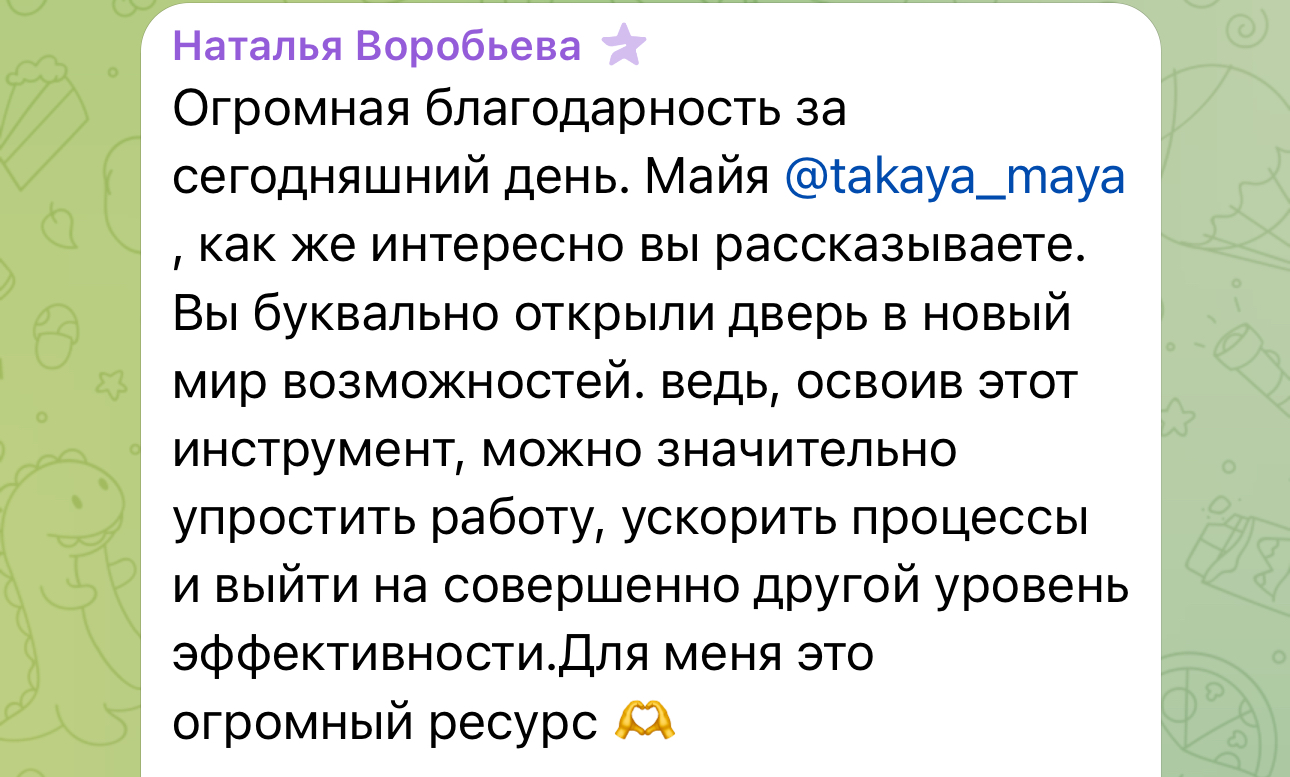 Наталья Воробьева
Огромная благодарность за
сегодняшний день. Майя @takaya_maya
, как же интересно вы рассказываете.
Вы буквально открыли дверь в новый
мир возможностей. ведь, освоив этот
инструмент, можно значительно
упростить работу, ускорить процессы
и выйти на совершенно другой уровень
эффективности.Для меня это
огромный ресурс 🫶